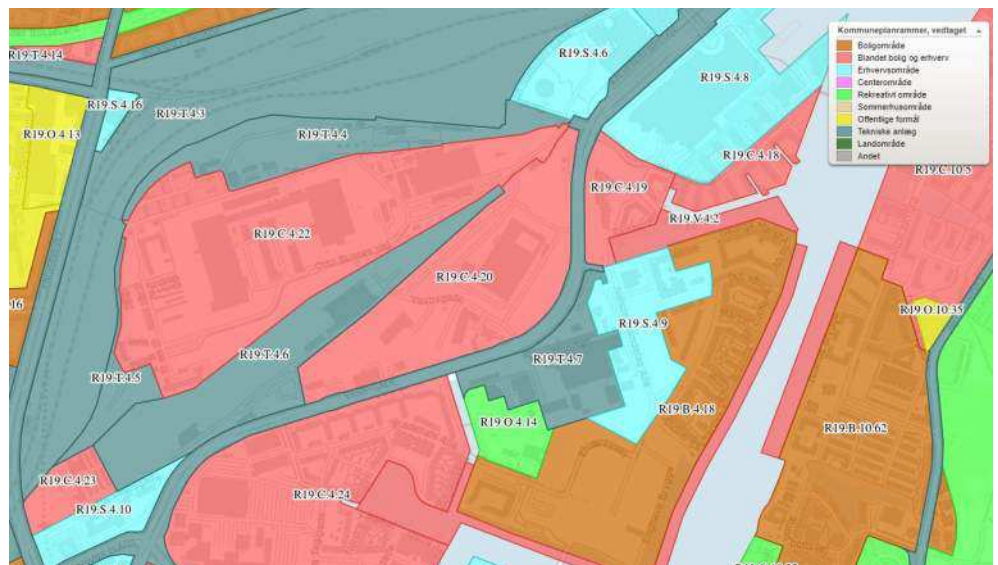 Kommuneplanrammer, vedtaget
Boligområde
Blandet bolig og erhverv
Erhvervsområde
Centerområde
Rekreativt område
Sommerhusområde
Offentlige formål
Tekniske anlæg
Landområde
Andet
R19.T.4.14
R19.S.4.6
R19.S.4.8
R19.S.4.16
R19.T.4.3
R19.O.4.13
R19.T.4.4
R19.C.4.18
R19.C.10.5
R19.C.4.19
R19.V.4.2
R19.C.4.22
R19.C.4.20
16
R19.O.10.35
R19.S.4.9
R19.T.4.6
R19.T.4.7
R19.T.4.5
R19.B.4.18
R19.O.4.14
R19.B.10.62
R19.C.4.23
R19.C.4.24
R19.S.4.10